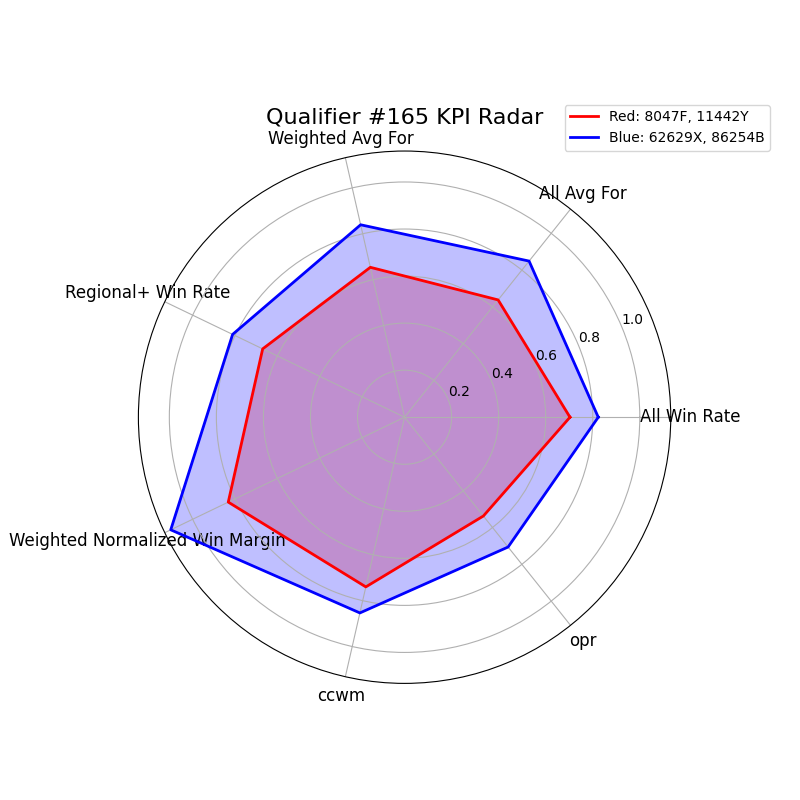 Qualifier #165 KPI Radar
Red: 8047F, 11442Y
Blue: 62629X, 86254B
Weighted Avg For
All Avg For
Regional+ Win Rate
1.0
0.8
0.6
0.4
0.2
All Win Rate
Weighted Normalized Win Margin
opr
ccwm